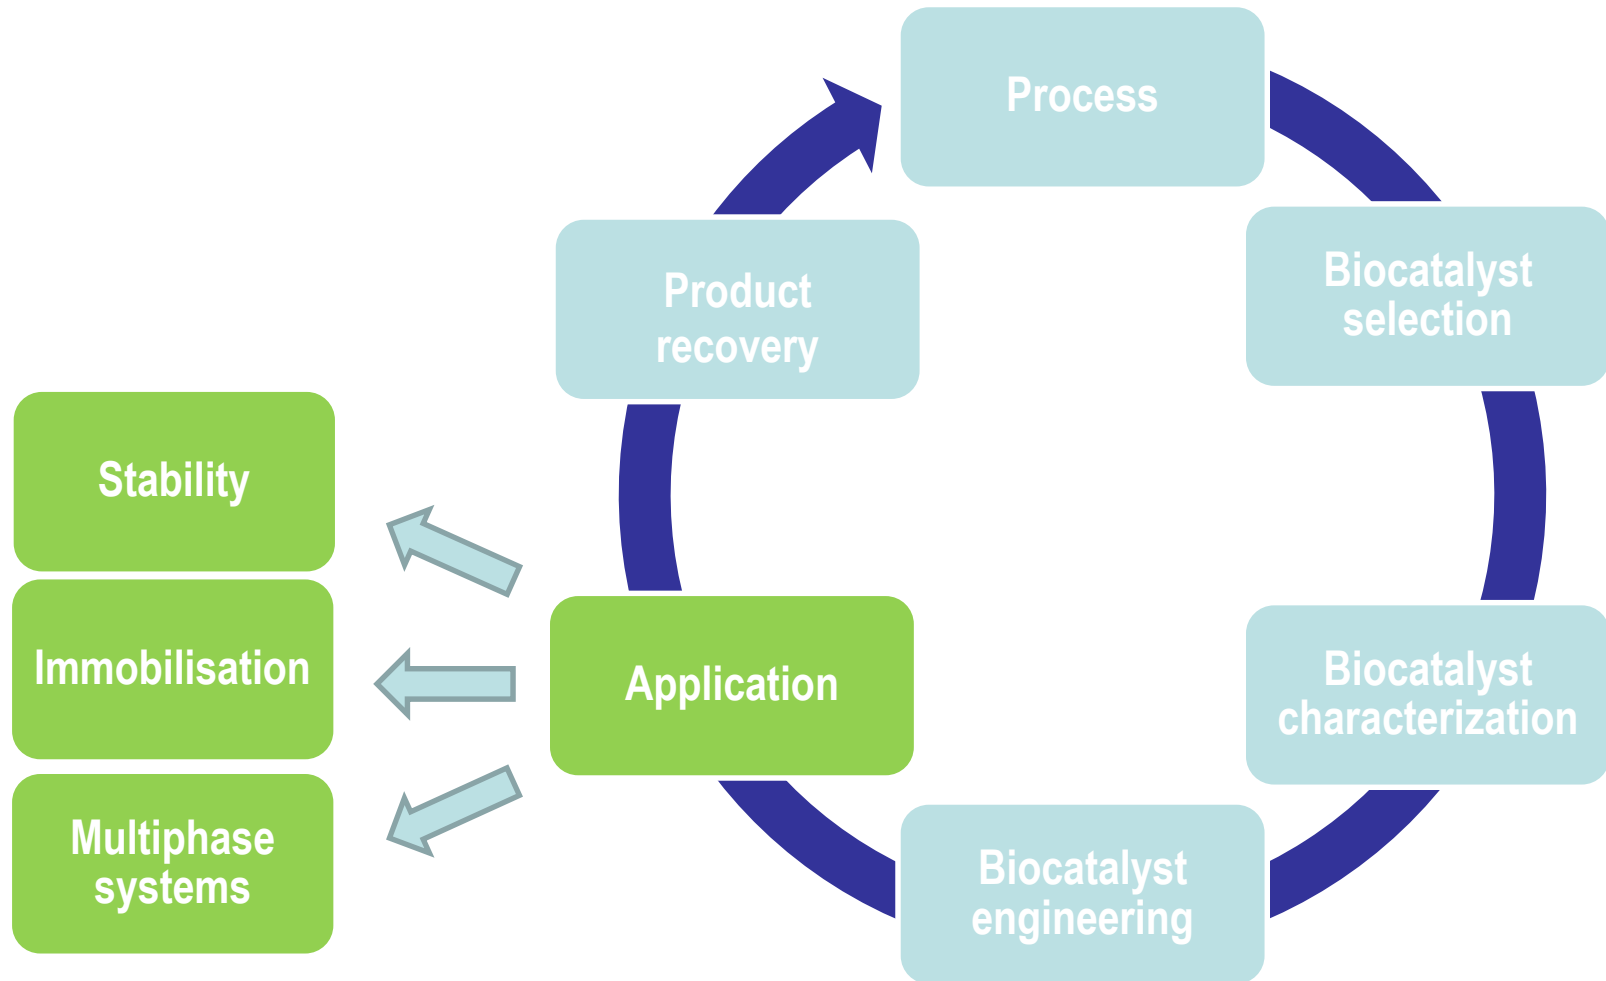 Process
Biocatalyst
selection
Biocatalyst
characterization
Biocatalyst
engineering
Application
Product
recovery
Stability
Immobilisation
Multiphase
systems